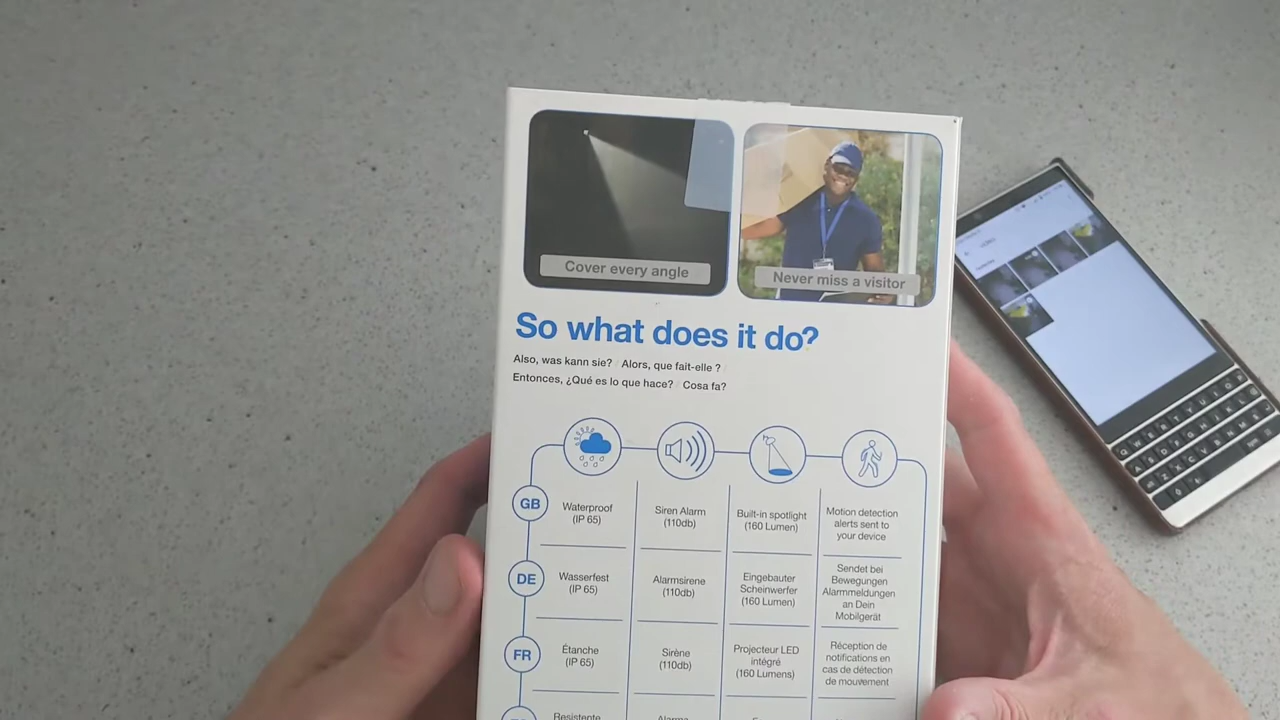 Cover every angle
Never miss a visitor
So what does it do?
Also, was kann sie? Alors, que fait-elle ?
Entonces, ¿Qué es lo que hace? Cosa fa?
GB
Waterproof
(IP 65)
Siren Alarm
(110db)
Built-in spotlight
(160 Lumen)
Motion detection
alerts sent to
your device
DE
Wasserfest
(IP 65)
Alarmsirene
(110db)
Eingebauter
Scheinwerfer
(160 Lumen)
Sendet bei
Bewegungen
Alarmmeldungen
an Dein
Mobilgerät
FR
Étanche
(IP 65)
Sirène
(110db)
Projecteur LED
intégré
(160 Lumens)
Réception de
notifications en
cas de détection
de mouvement
Resistente
Alarma